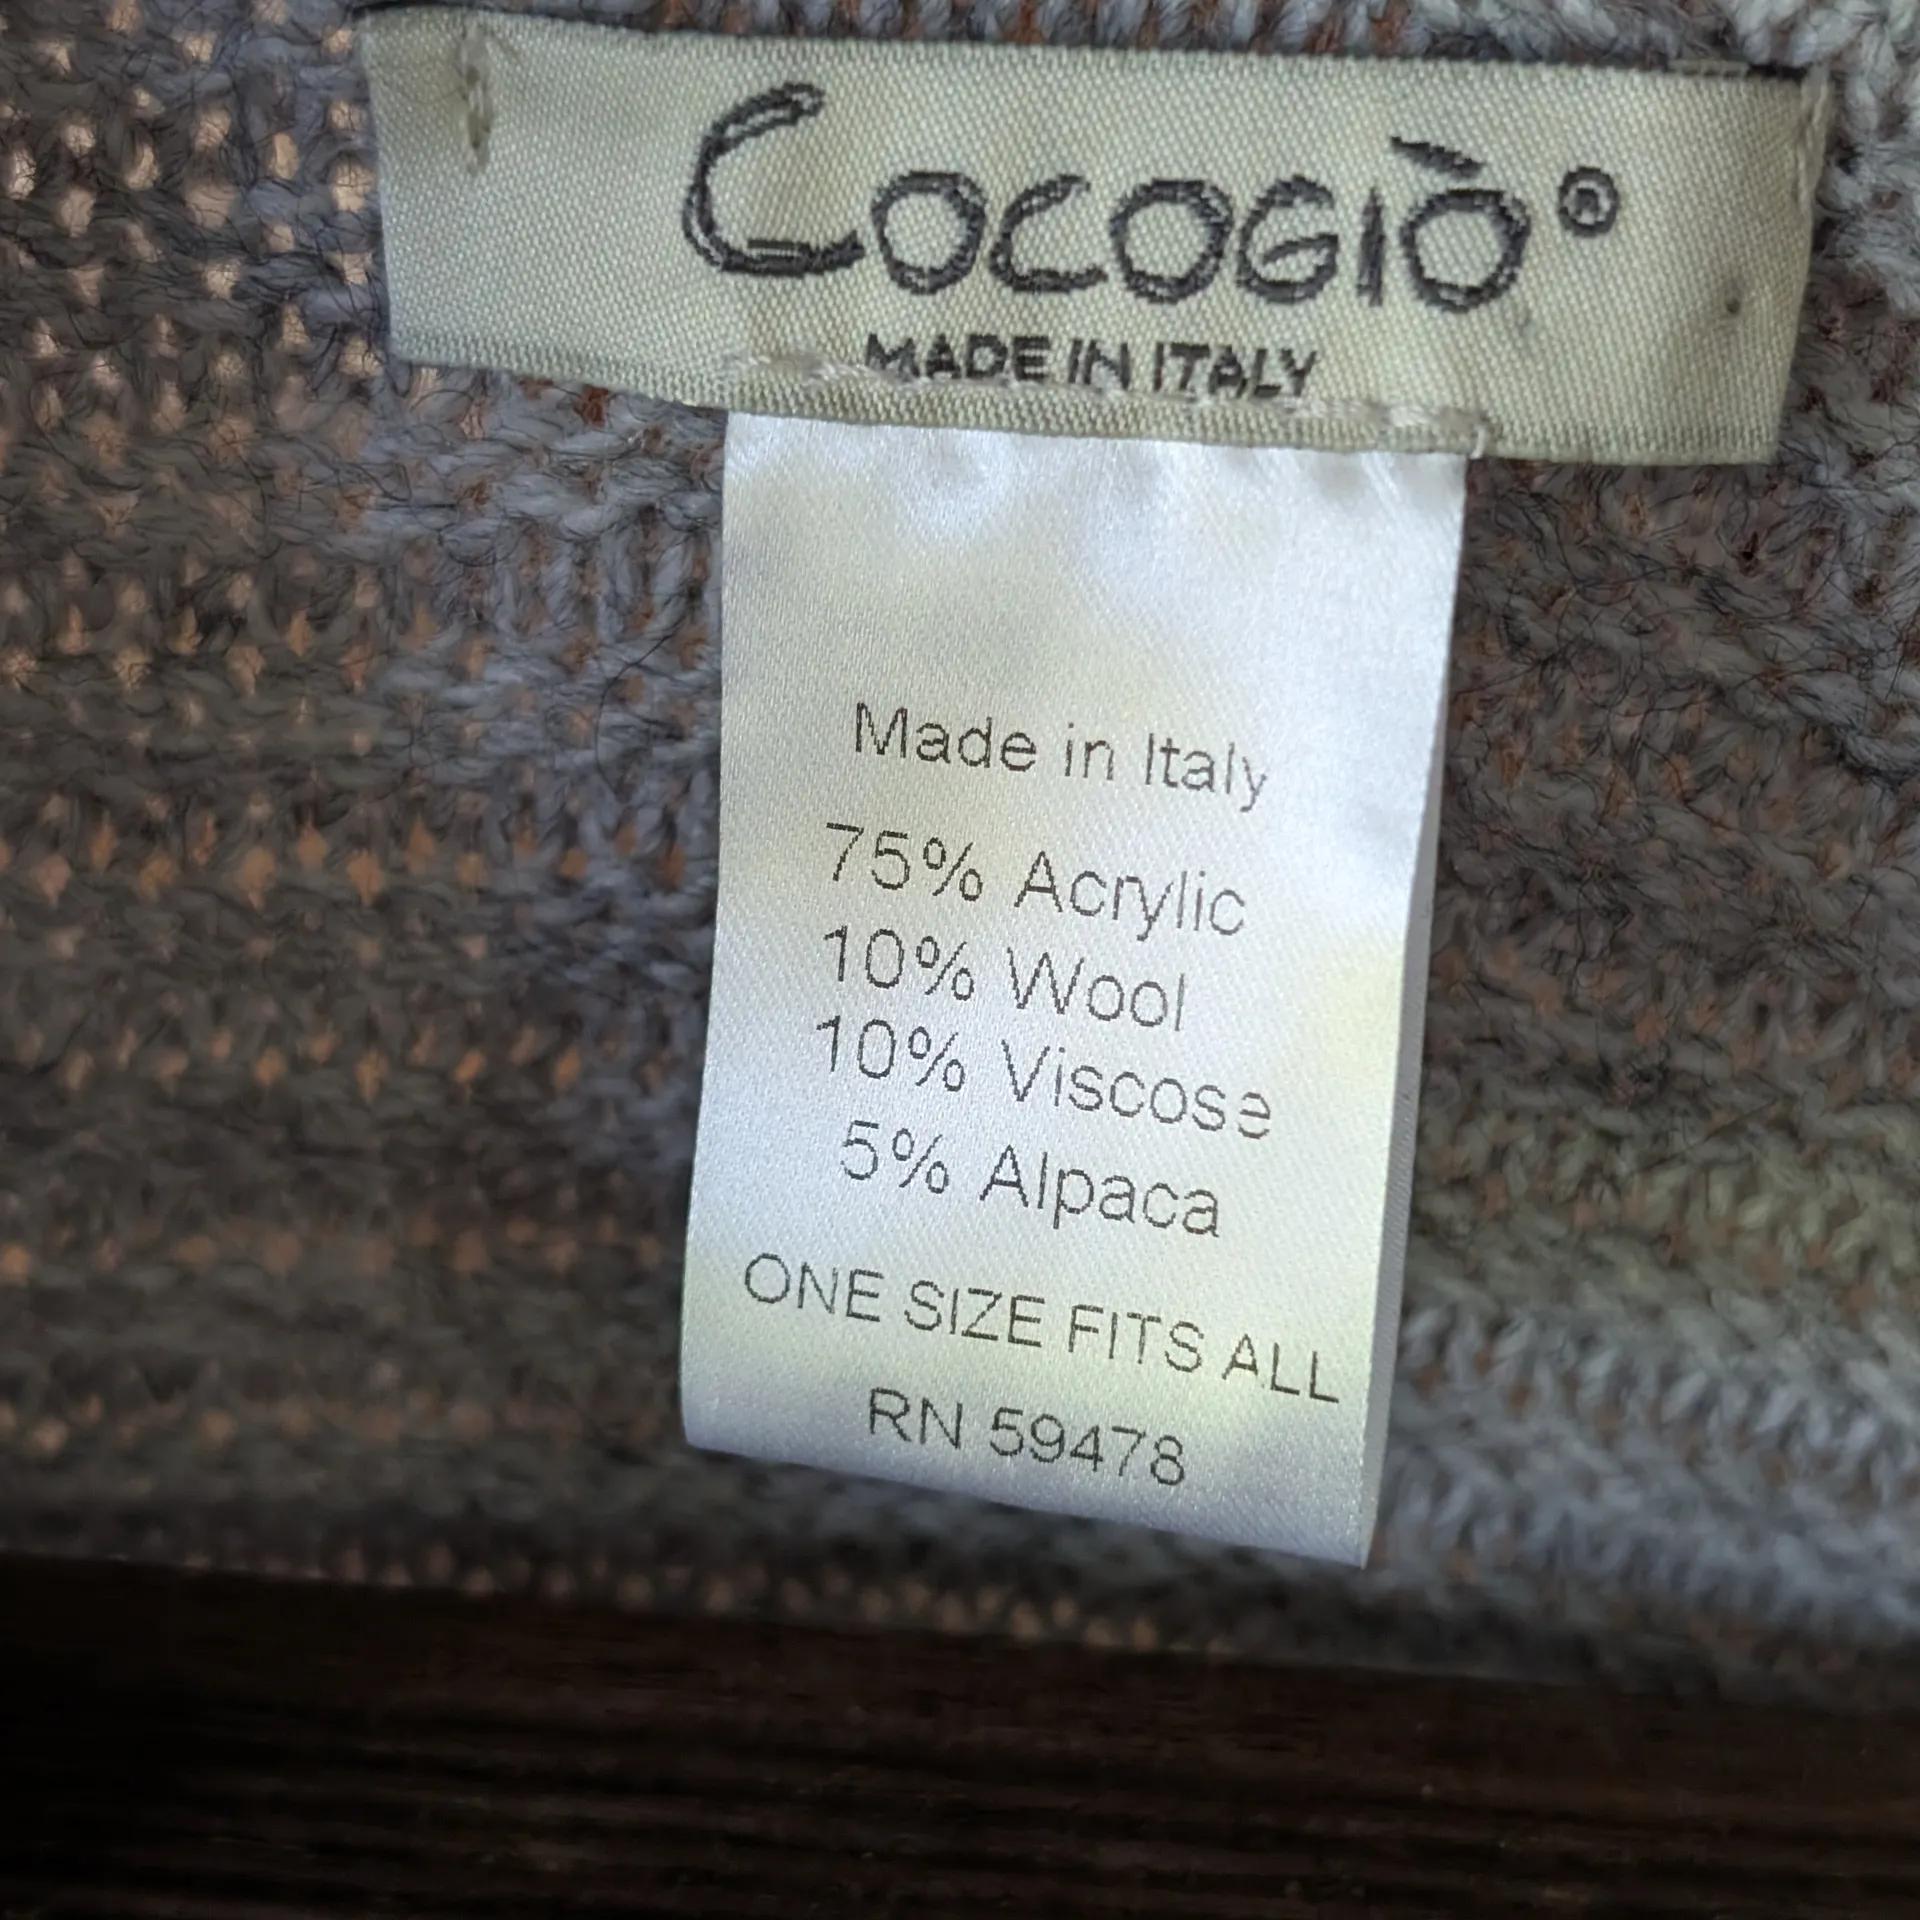 COCOGIÒ®
MADE IN ITALY
Made in Italy
75% Acrylic
10% Wool
10% Viscose
5% Alpaca
ONE SIZE FITS ALL
RN 59478